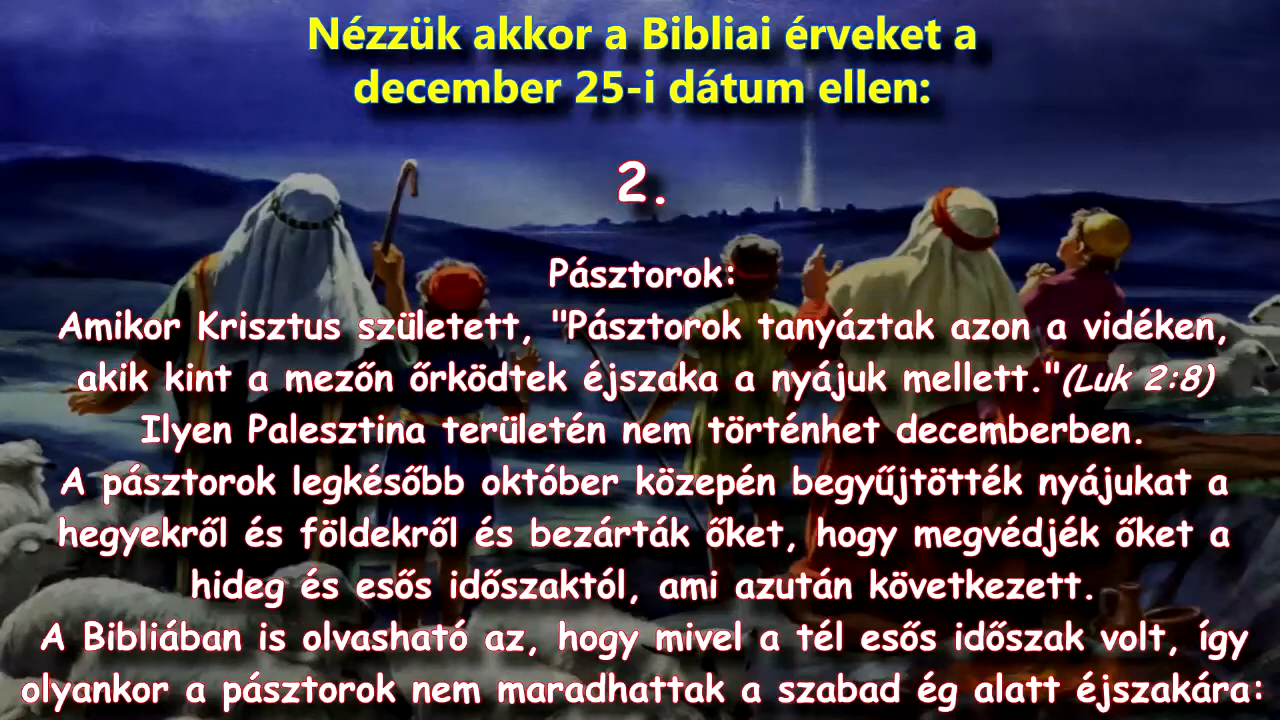 Nézzük akkor a Bibliai érveket a
december 25-i dátum ellen:
2.
Pásztorok:
Amikor Krisztus született, "Pásztorok tanyáztak azon a vidéken,
akik kint a mezőn őrködtek éjszaka a nyájuk mellett."(Luk 2:8)
Ilyen Palesztina területén nem történhet decemberben.
A pásztorok legkésőbb október közepén begyűjtötték nyájukat a
hegyekről és földekről és bezárták őket, hogy megvédjék őket a
hideg és esős időszaktól, ami azután következett.
A Bibliában is olvasható az, hogy mivel a tél esős időszak volt, így
olyankor a pásztorok nem maradhattak a szabad ég alatt éjszakára: